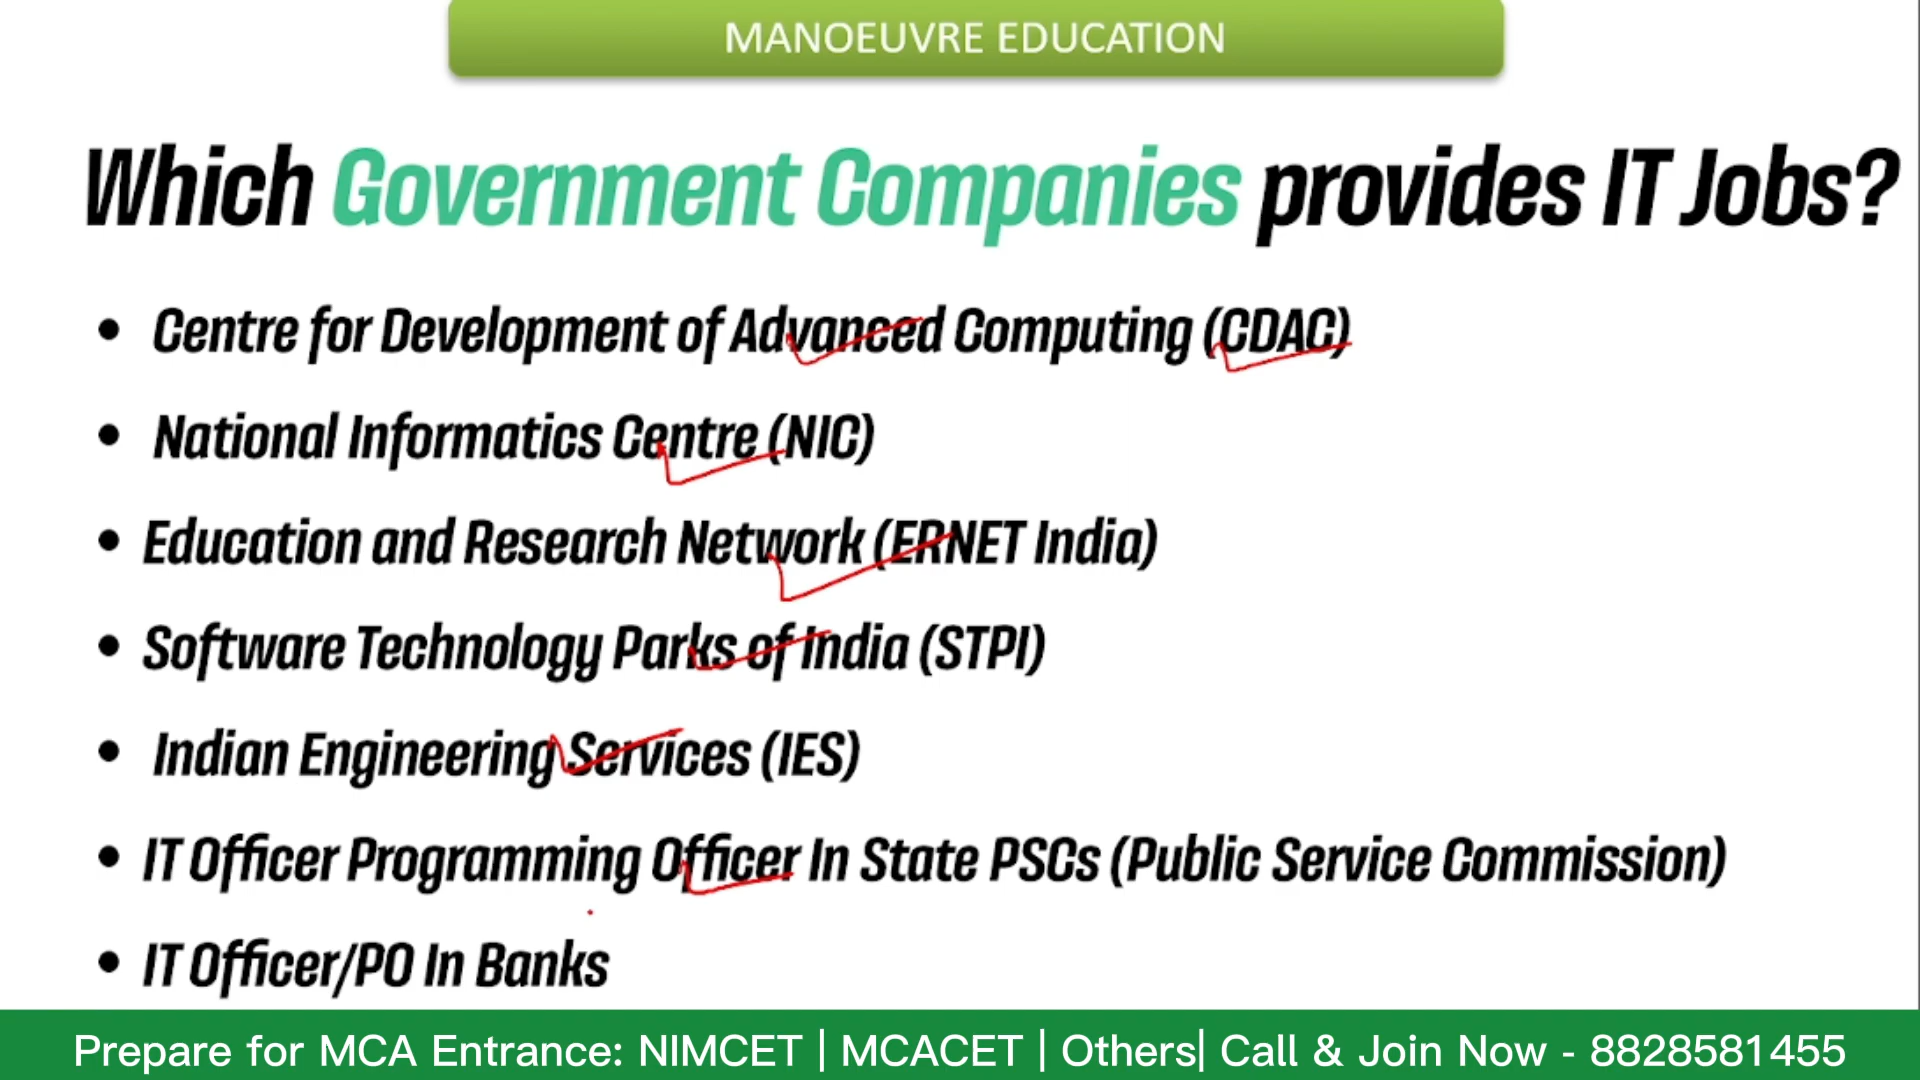 MANOEUVRE EDUCATION
Which Government Companies provides IT Jobs?
• Centre for Development of Advanced Computing (CDAC)
• National Informatics Centre (NIC)
• Education and Research Network (ERNET India)
• Software Technology Parks of India (STPI)
• Indian Engineering Services (IES)
• IT Officer Programming Officer In State PSCs (Public Service Commission)
• IT Officer/PO In Banks
Prepare for MCA Entrance: NIMCET | MCACET | Others| Call & Join Now - 8828581455